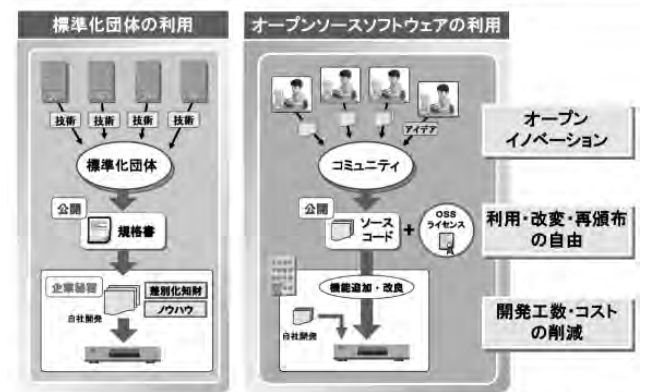 標準化団体の利用
技術
技術
技術
技術
標準化団体
公開
規格書
企業秘密
差別化知財
ノウハウ
自社開発
オープンソースソフトウェアの利用
アイデア
コミュニティ
公開
ソース
コード
+
OSS
ライセンス
機能追加・改良
自社開発
オープン
イノベーション
利用・改変・再頒布
の自由
開発工数・コスト
の削減